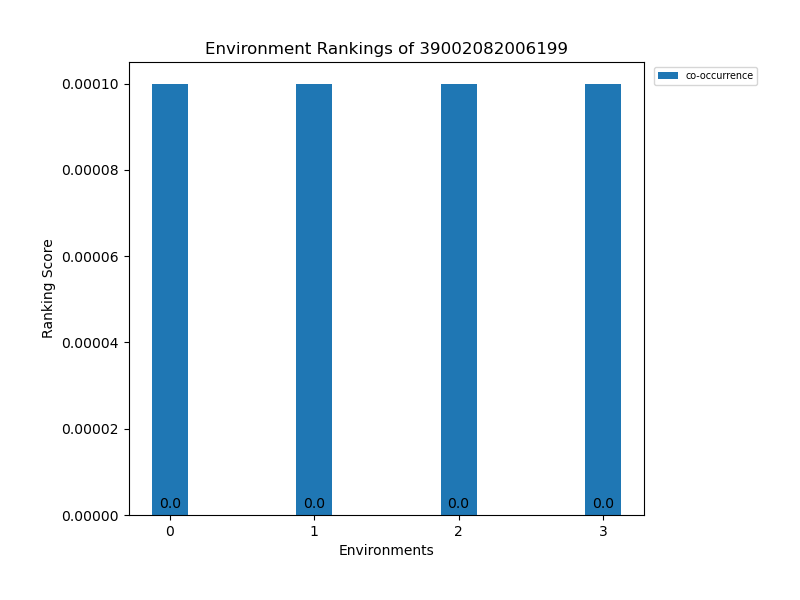 Environment Rankings of 39002082006199
co-occurrence
Ranking Score
0.00010
0.00008
0.00006
0.00004
0.00002
0.00000
0.0 0.0 0.0 0.0
0 1 2 3
Environments